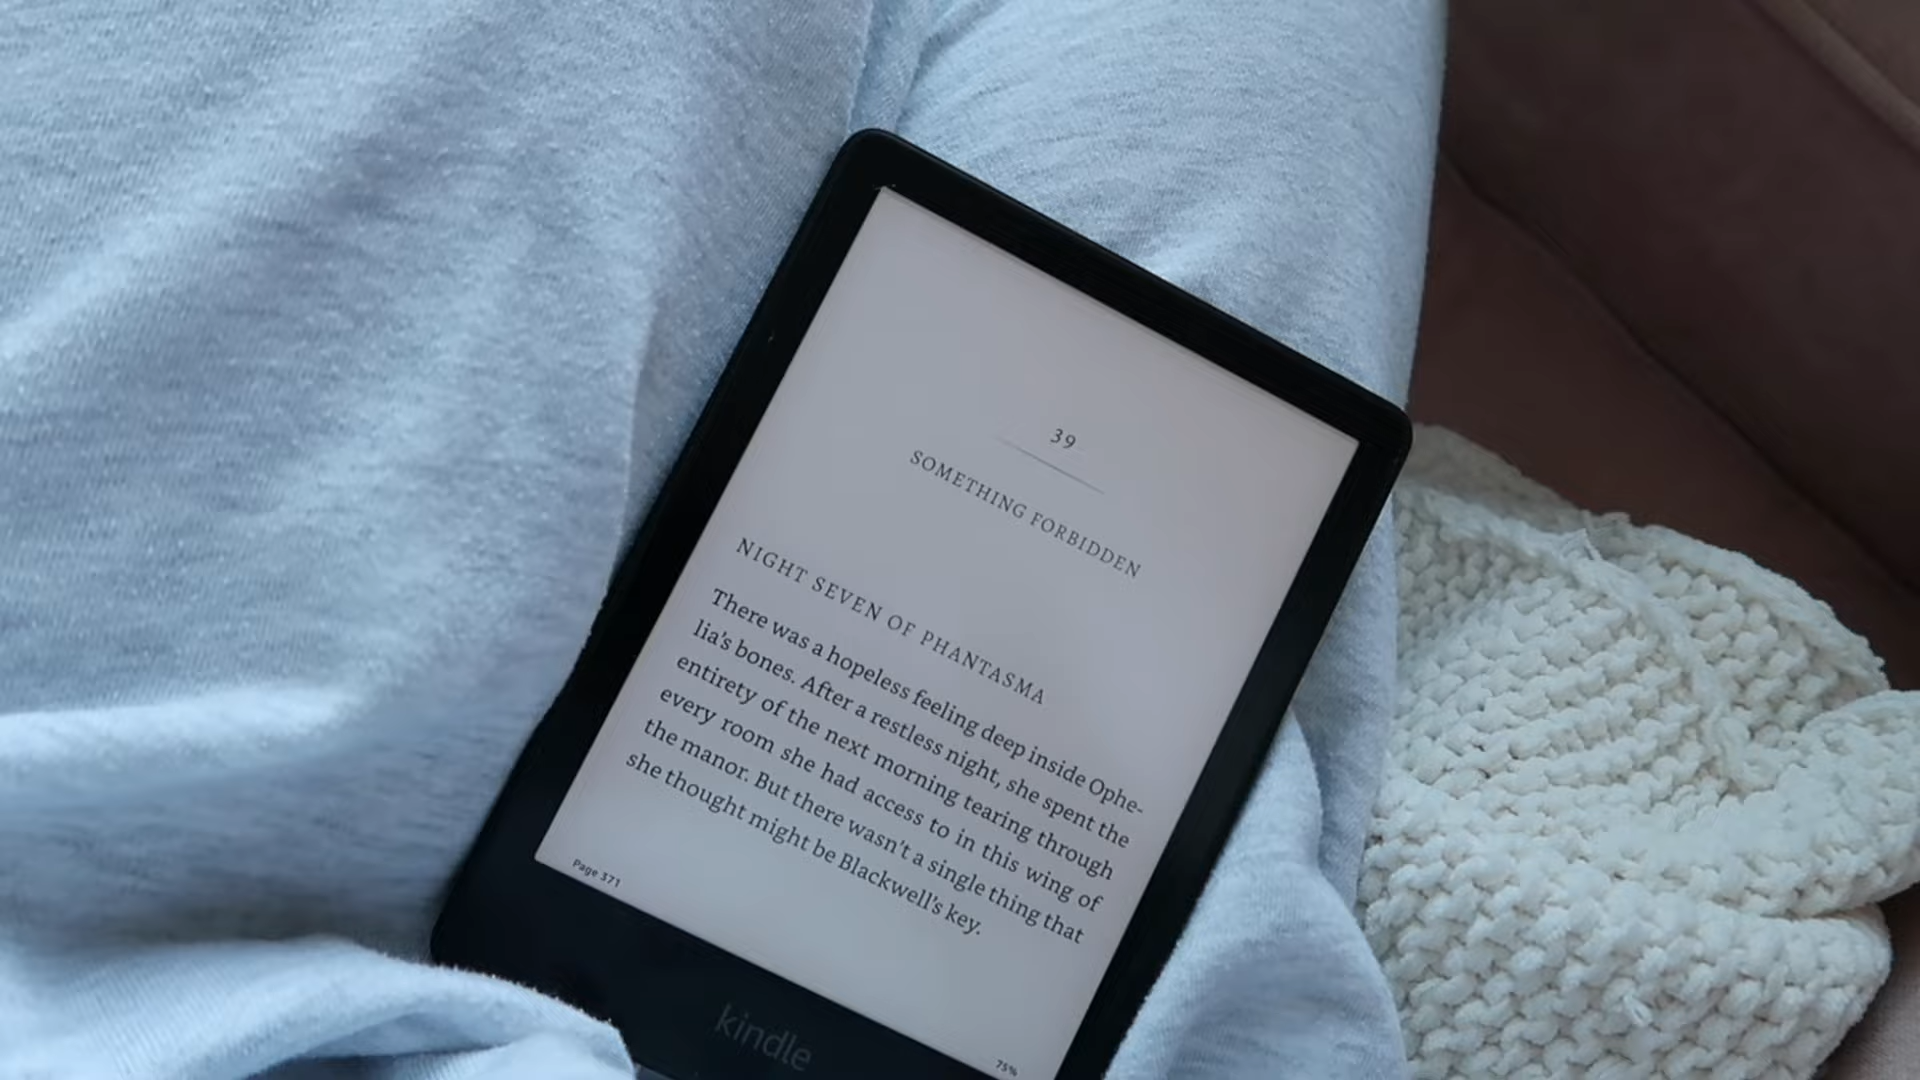 39
SOMETHING FORBIDDEN
NIGHT SEVEN OF PHANTASMA
There was a hopeless feeling deep inside Ophe-
lia's bones. After a restless night, she spent the
entirety of the next morning tearing through
every room she had access to in this wing of
the manor. But there wasn't a single thing that
she thought might be Blackwell's key.
Page 371
75%
kindle